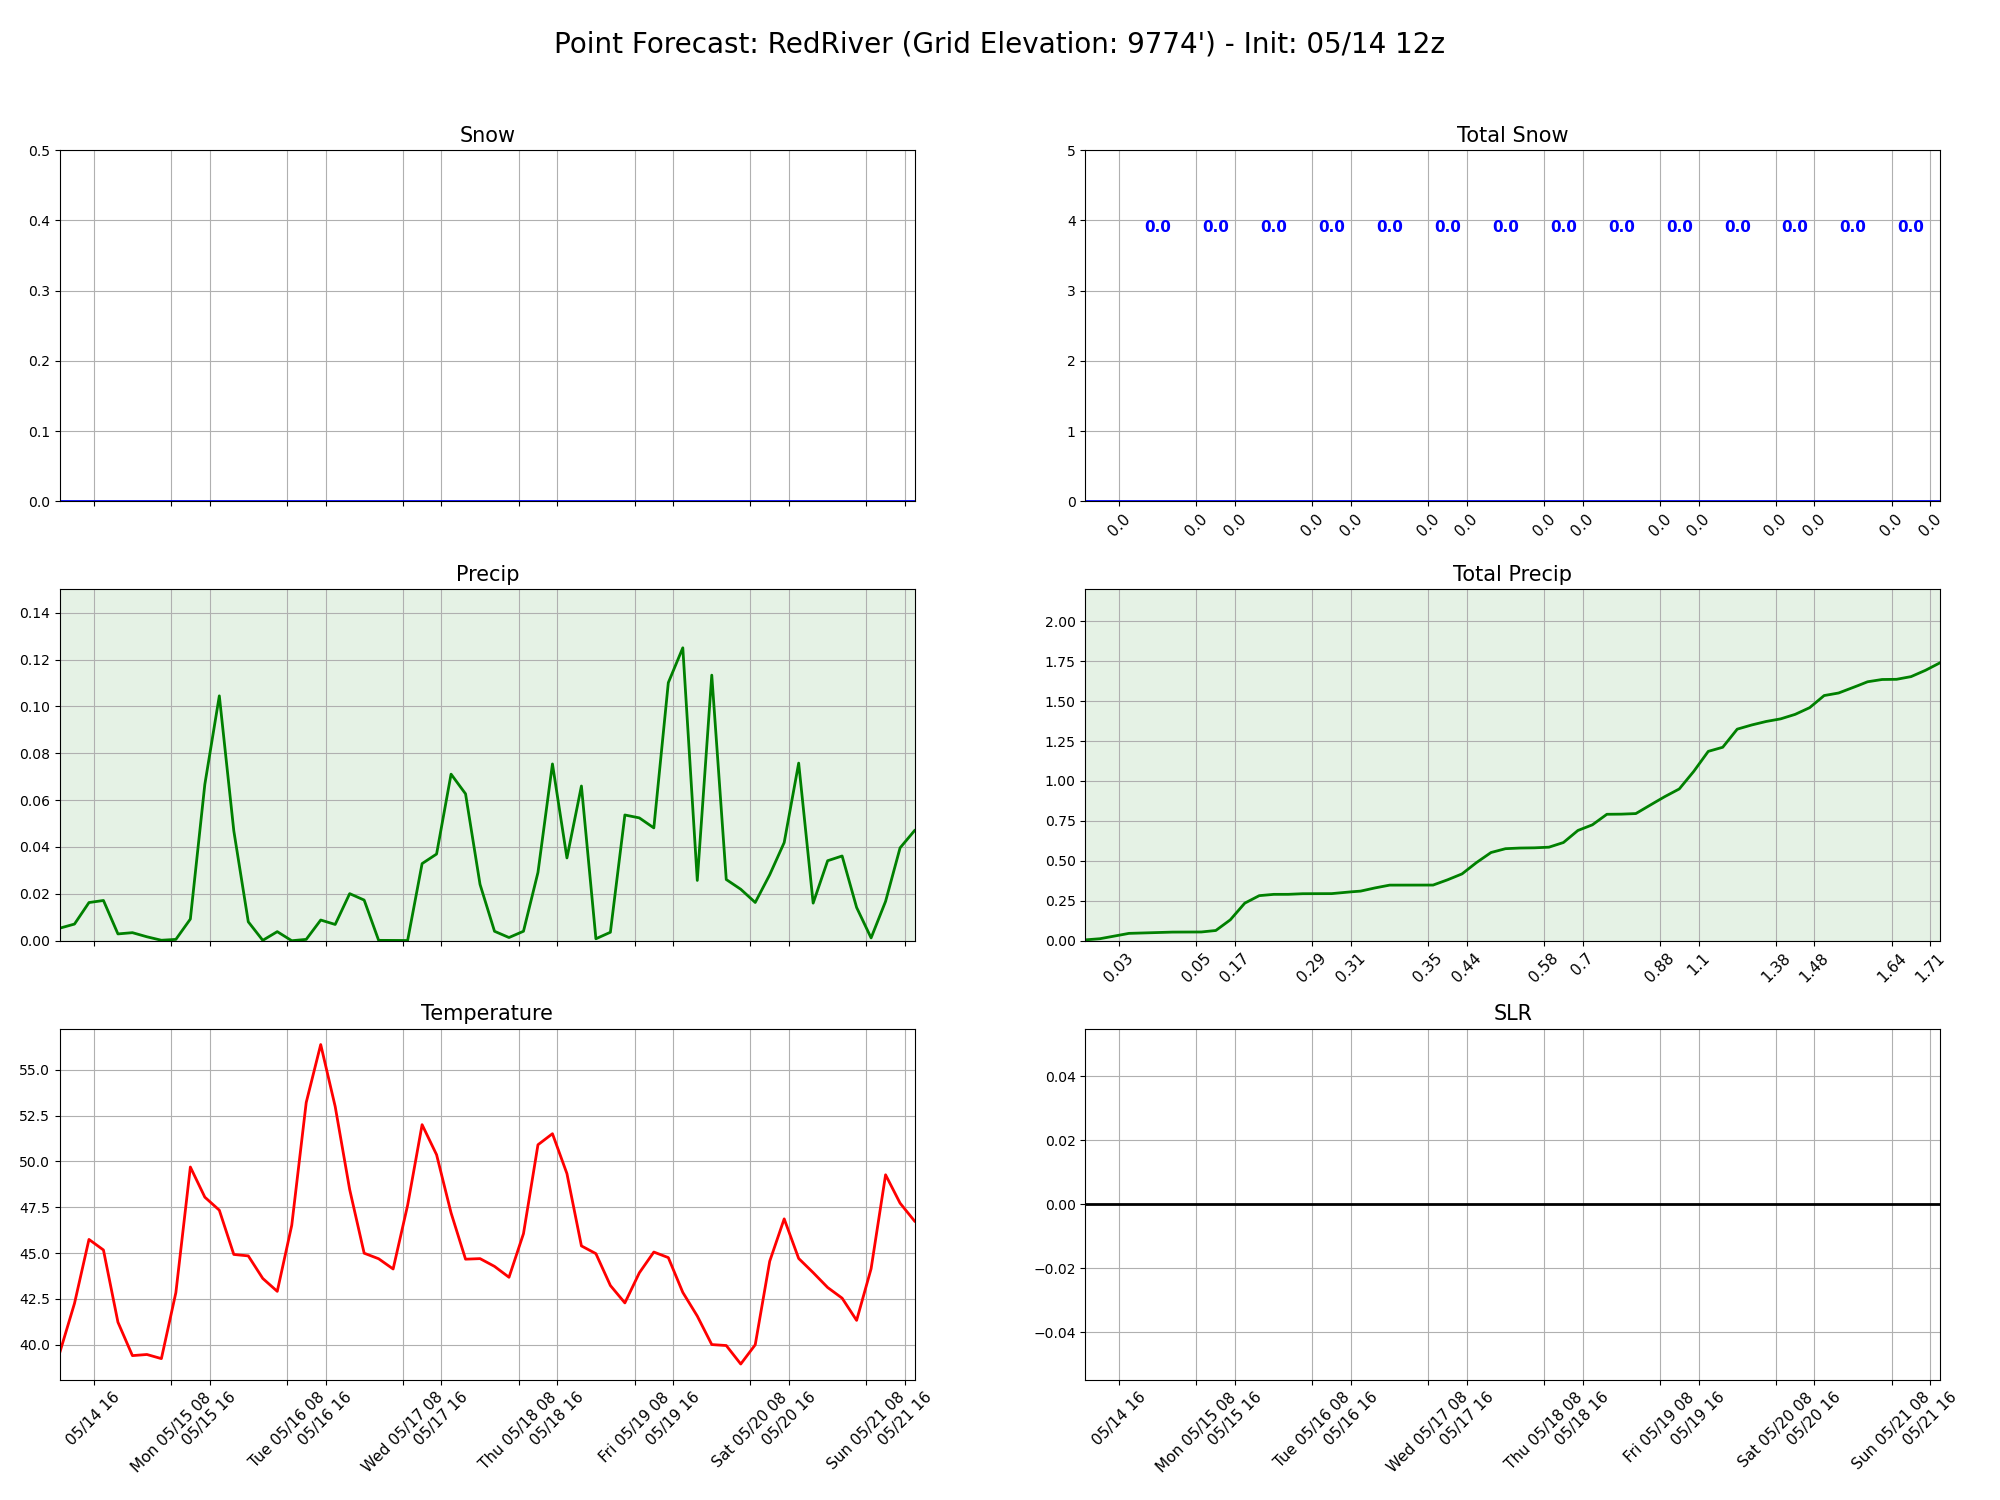 Point Forecast: RedRiver (Grid Elevation: 9774') - Init: 05/14 12z
Snow
0.5
0.4
0.3
0.2
0.1
0.0
Total Snow
5
4
3
2
1
0
0.0 0.0 0.0 0.0 0.0 0.0 0.0 0.0 0.0 0.0 0.0 0.0 0.0 0.0
0.0 0.0 0.0 0.0 0.0 0.0 0.0 0.0 0.0 0.0 0.0 0.0 0.0 0.0 0.0
Precip
0.14
0.12
0.10
0.08
0.06
0.04
0.02
0.00
Total Precip
2.00
1.75
1.50
1.25
1.00
0.75
0.50
0.25
0.00
0.03 0.05 0.17 0.29 0.31 0.35 0.44 0.58 0.7 0.88 1.1 1.38 1.48 1.64 1.71
Temperature
55.0
52.5
50.0
47.5
45.0
42.5
40.0
05/14 16
Mon 05/15 08
05/15 16
Tue 05/16 08
05/16 16
Wed 05/17 08
05/17 16
Thu 05/18 08
05/18 16
Fri 05/19 08
05/19 16
Sat 05/20 08
05/20 16
Sun 05/21 08
05/21 16
SLR
0.04
0.02
0.00
−0.02
−0.04
05/14 16
Mon 05/15 08
05/15 16
Tue 05/16 08
05/16 16
Wed 05/17 08
05/17 16
Thu 05/18 08
05/18 16
Fri 05/19 08
05/19 16
Sat 05/20 08
05/20 16
Sun 05/21 08
05/21 16